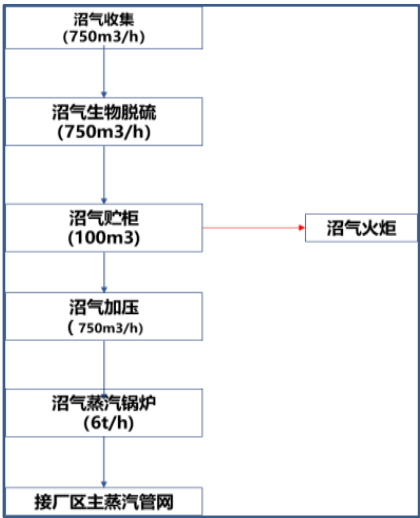 沼气收集
(750m3/h)
沼气生物脱硫
(750m3/h)
沼气贮柜
(100m3)
沼气火炬
沼气加压
( 750m3/h)
沼气蒸汽锅炉
(6t/h)
接厂区主蒸汽管网